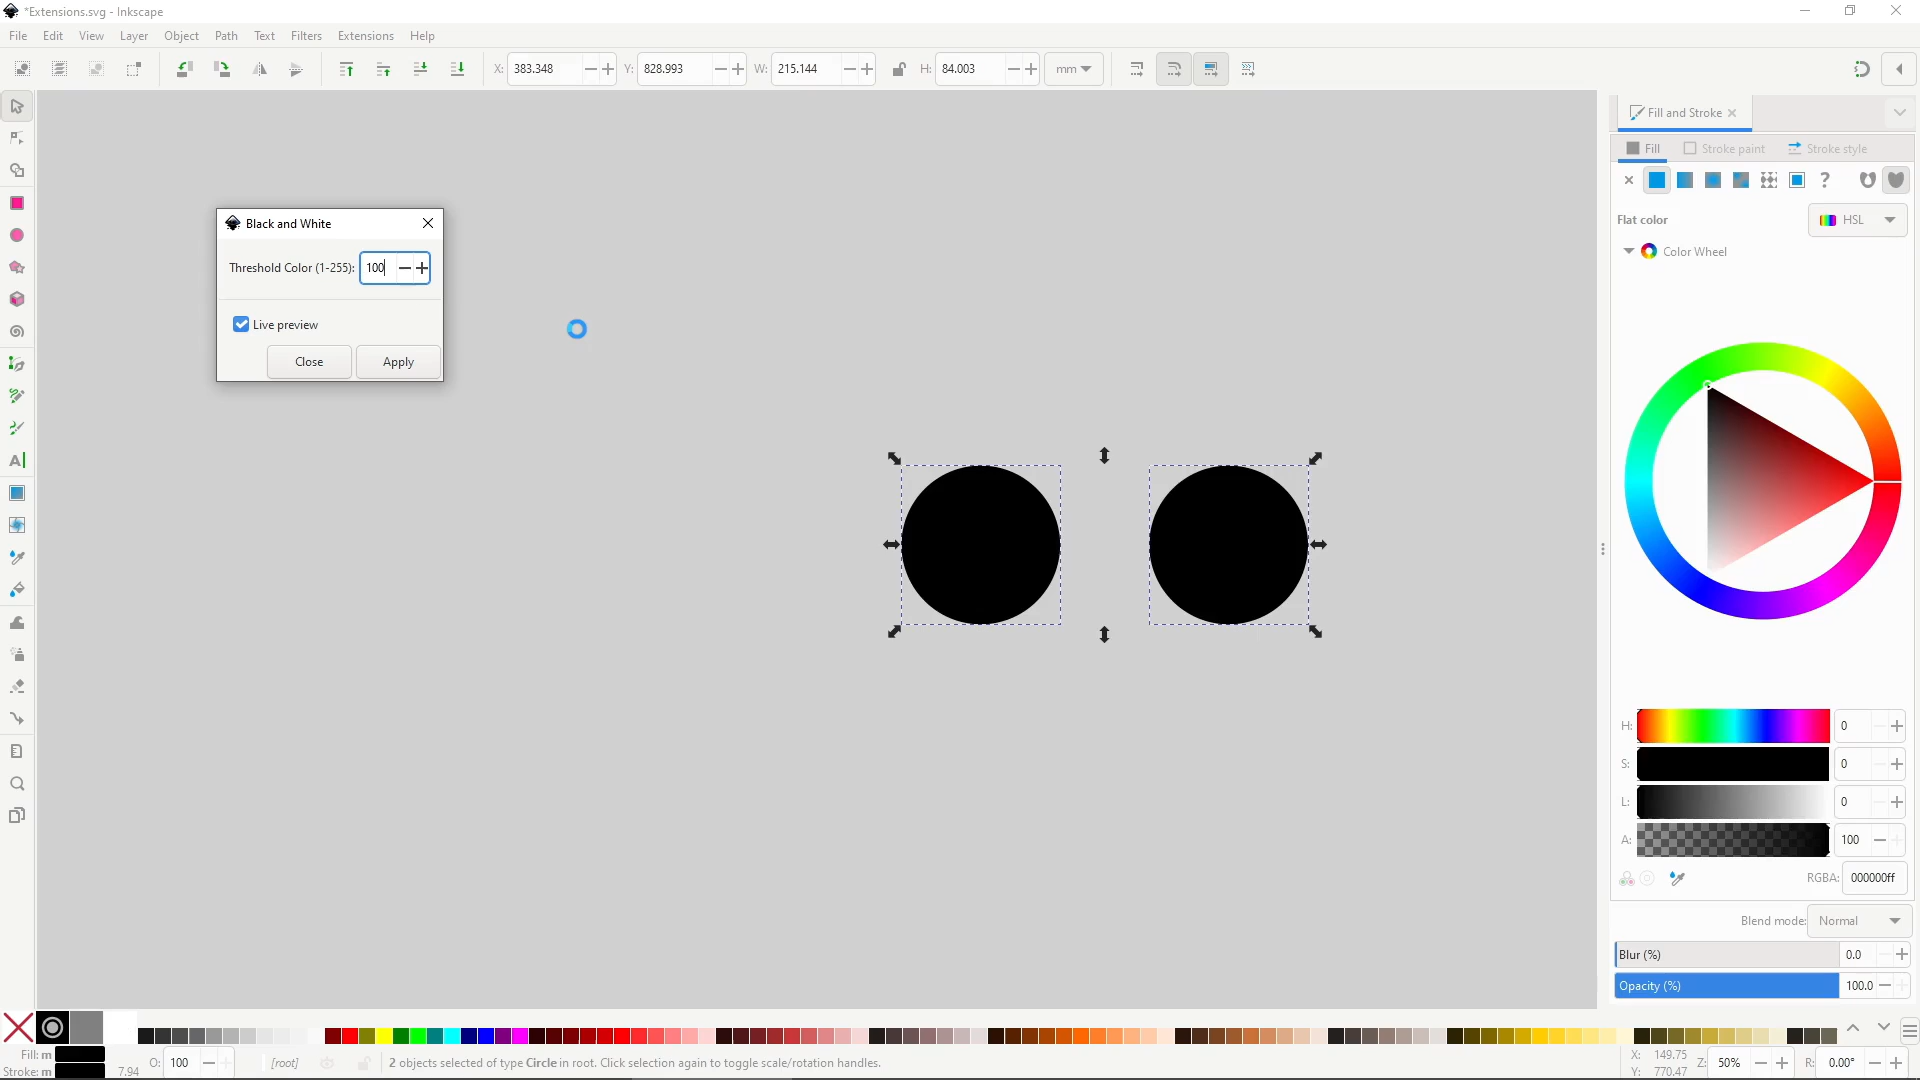 *Extensions.svg - Inkscape
File Edit View Layer Object Path Text Filters Extensions Help
X: 383.348 Y: 828.993 W: 215.144 H: 84.003 mm
Fill and Stroke
Fill Stroke paint Stroke style
?
Flat color HSL
Color Wheel
Black and White
Threshold Color (1-255): 100
Live preview
Close Apply
H: 0
S: 0
L: 0
A: 100
RGBA: 000000ff
Blend mode: Normal
Blur (%) 0.0
Opacity (%) 100.0
Fill: m
Stroke: m 7.94
O: 100 [root] 2 objects selected of type Circle in root. Click selection again to toggle scale/rotation handles.
X: 149.75
Y: 770.47
Z: 50% R: 0.00°